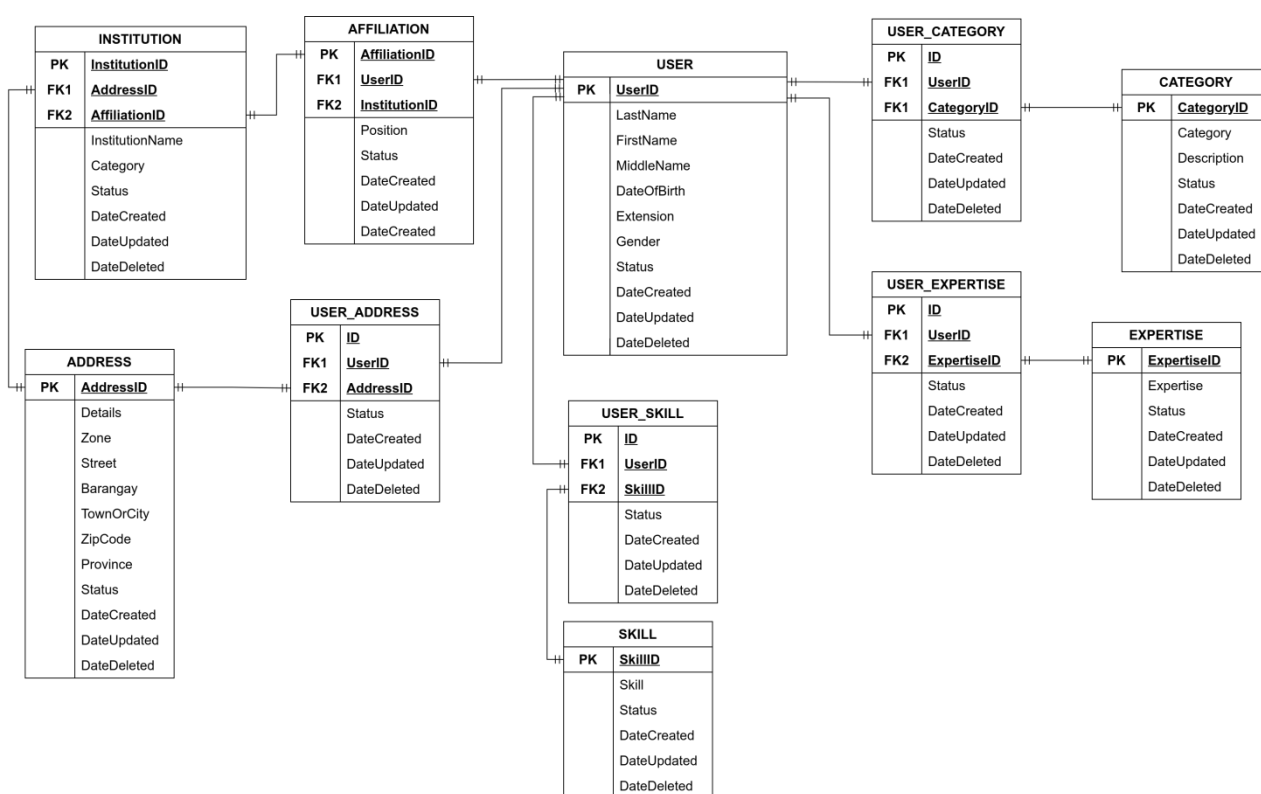 INSTITUTION
PK InstitutionID
FK1 AddressID
FK2 AffiliationID
InstitutionName
Category
Status
DateCreated
DateUpdated
DateDeleted
AFFILIATION
PK AffiliationID
FK1 UserID
FK2 InstitutionID
Position
Status
DateCreated
DateUpdated
DateCreated
USER
PK UserID
LastName
FirstName
MiddleName
DateOfBirth
Extension
Gender
Status
DateCreated
DateUpdated
DateDeleted
USER_CATEGORY
PK ID
FK1 UserID
FK1 CategoryID
Status
DateCreated
DateUpdated
DateDeleted
CATEGORY
PK CategoryID
Category
Description
Status
DateCreated
DateUpdated
DateDeleted
ADDRESS
PK AddressID
Details
Zone
Street
Barangay
TownOrCity
ZipCode
Province
Status
DateCreated
DateUpdated
DateDeleted
USER_ADDRESS
PK ID
FK1 UserID
FK2 AddressID
Status
DateCreated
DateUpdated
DateDeleted
USER_SKILL
PK ID
FK1 UserID
FK2 SkillID
Status
DateCreated
DateUpdated
DateDeleted
SKILL
PK SkillID
Skill
Status
DateCreated
DateUpdated
DateDeleted
USER_EXPERTISE
PK ID
FK1 UserID
FK2 ExpertiseID
Status
DateCreated
DateUpdated
DateDeleted
EXPERTISE
PK ExpertiseID
Expertise
Status
DateCreated
DateUpdated
DateDeleted